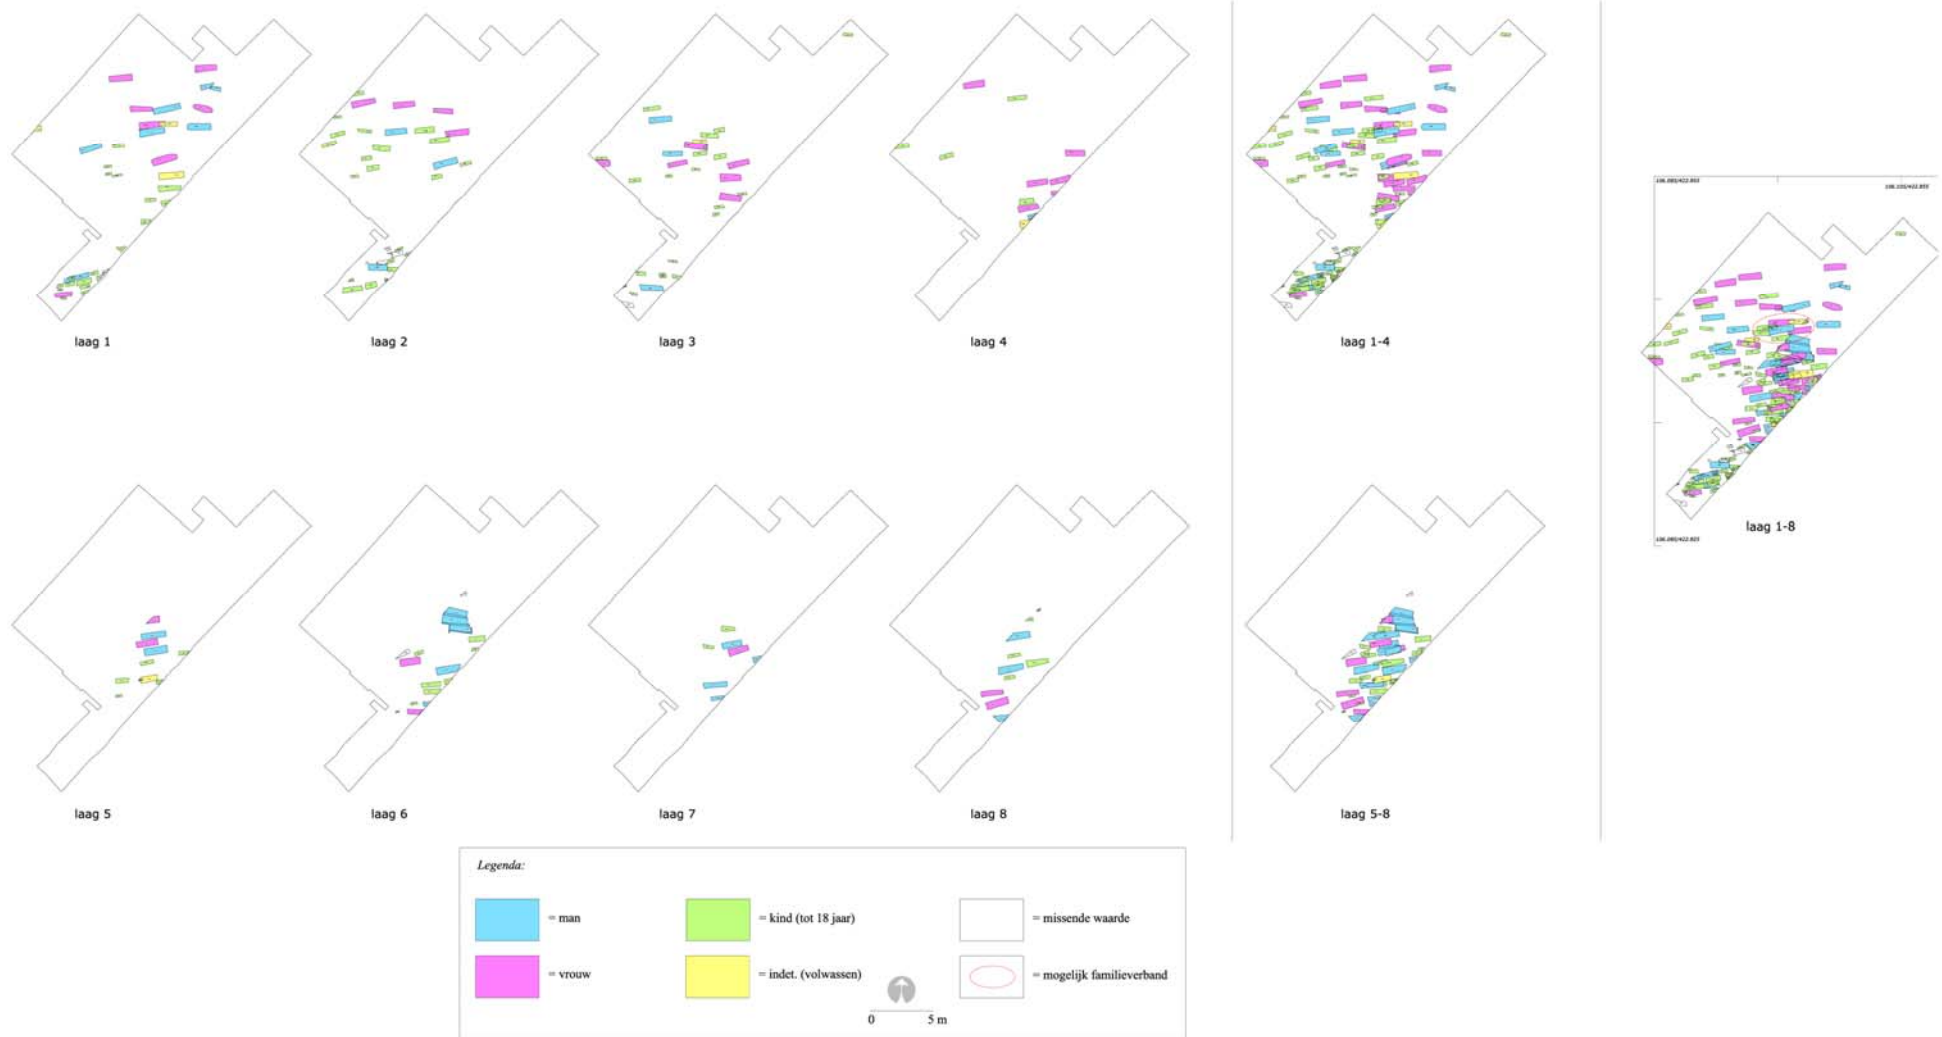 laag 1
laag 2
laag 3
laag 4
laag 1-4
laag 1-8
laag 5
laag 6
laag 7
laag 8
laag 5-8
Legenda:
= man
= kind (tot 18 jaar)
= missende waarde
= vrouw
= indet. (volwassen)
= mogelijk familieverband
0 5 m